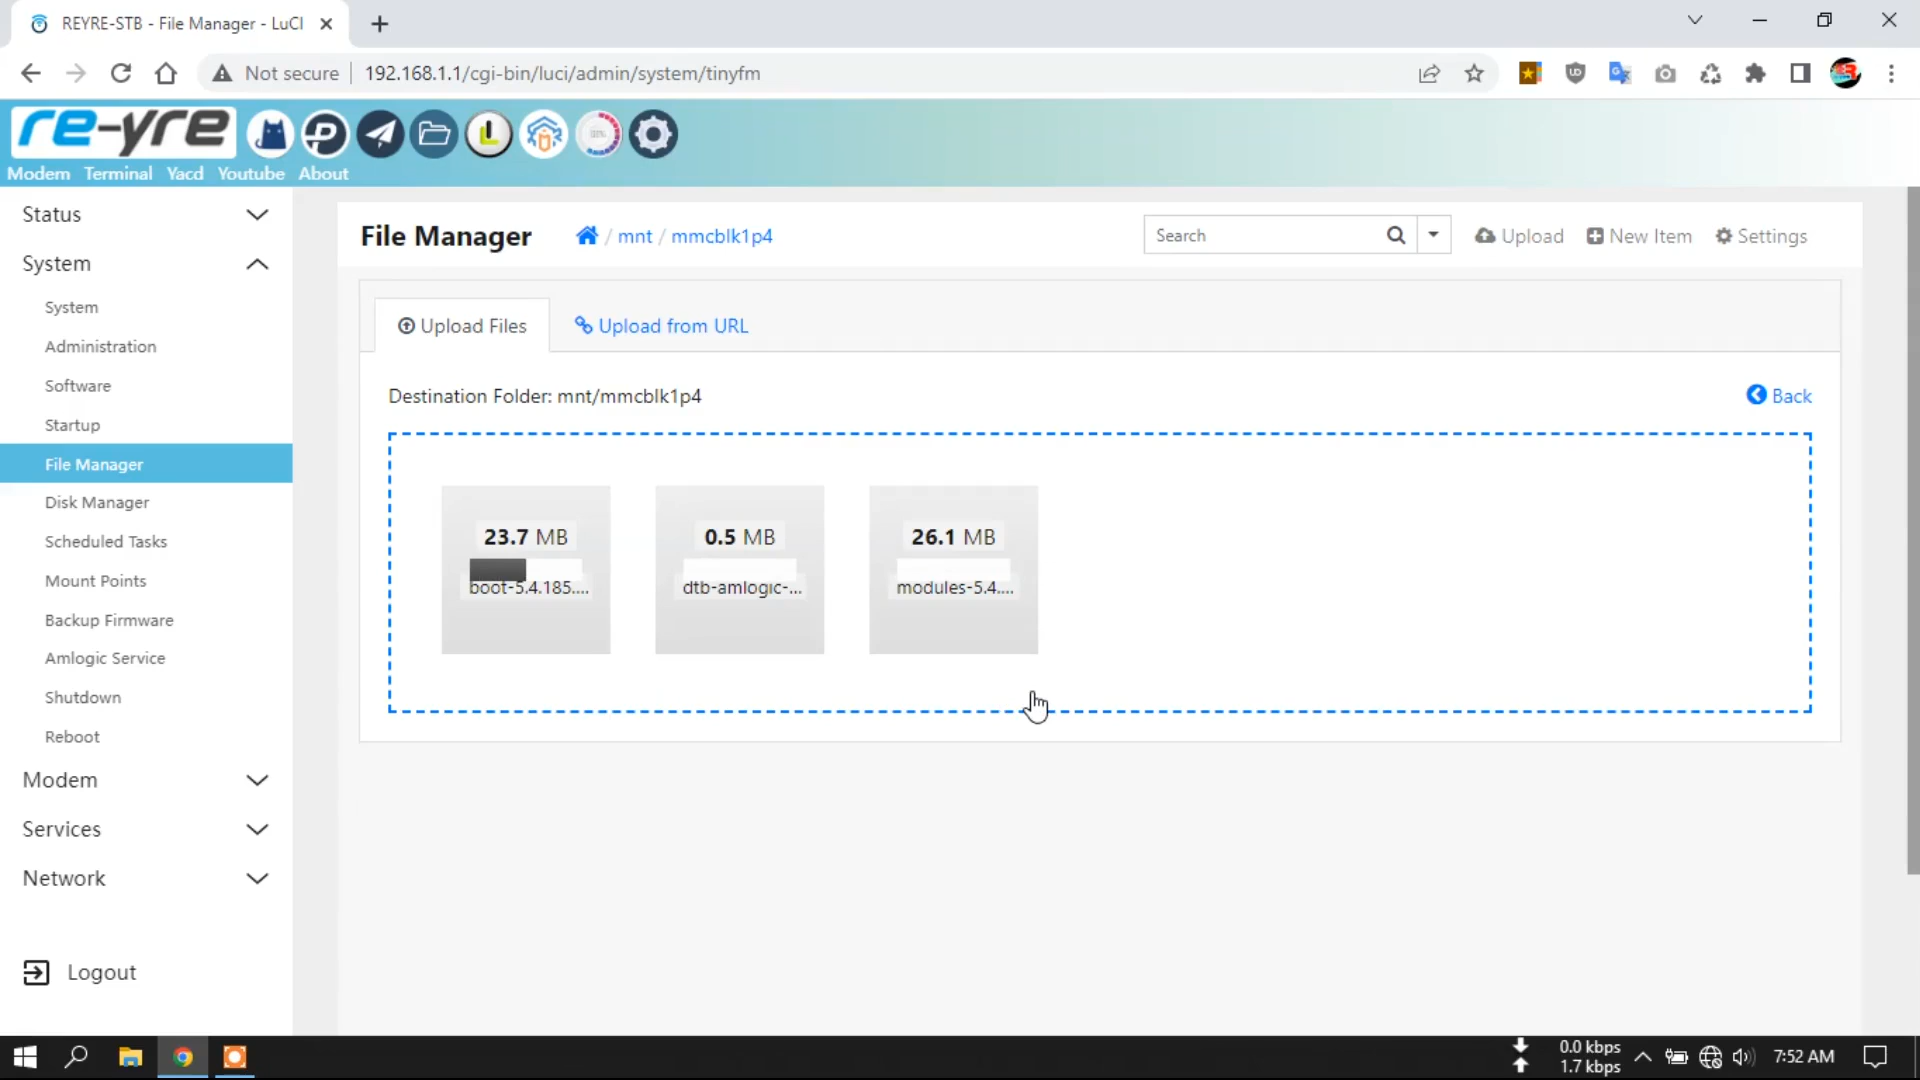 REYRE-STB - File Manager - LuCI
Not secure
192.168.1.1/cgi-bin/luci/admin/system/tinyfm
re-yre
Modem Terminal Yacd Youtube About
Status
System
System
Administration
Software
Startup
File Manager
Disk Manager
Scheduled Tasks
Mount Points
Backup Firmware
Amlogic Service
Shutdown
Reboot
Modem
Services
Network
Logout
File Manager / mnt / mmcblk1p4
Search
Upload New Item Settings
Upload Files Upload from URL
Destination Folder: mnt/mmcblk1p4
Back
23.7 MB
boot-5.4.185....
0.5 MB
dtb-amlogic-...
26.1 MB
modules-5.4....
0.0 kbps
1.7 kbps
7:52 AM